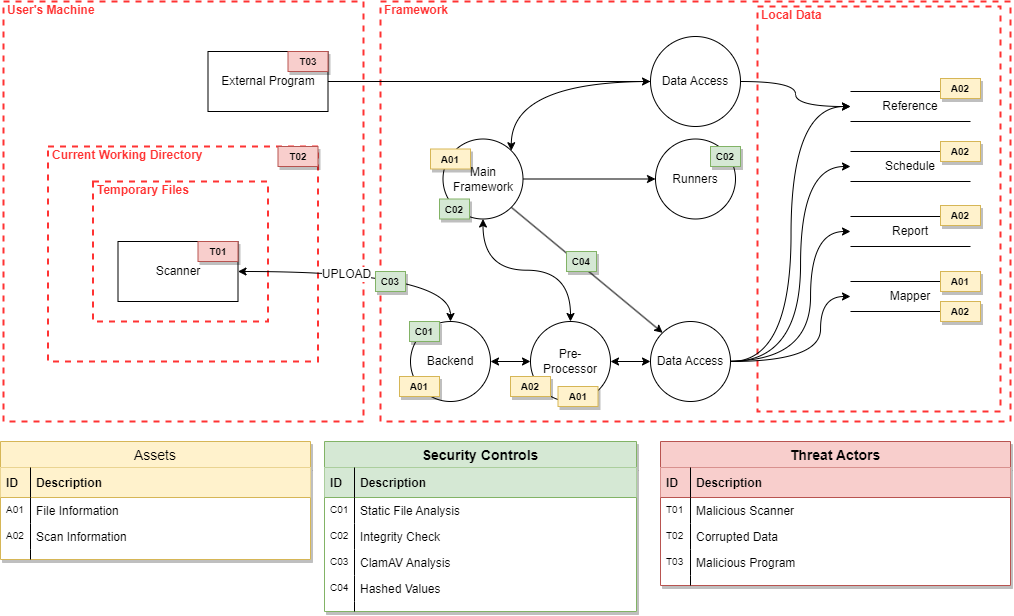 User's Machine
Framework
Local Data
T03
External Program
Data Access
A02
Reference
Current Working Directory
T02
A01
Main
Framework
C02
C02
Runners
A02
Schedule
Temporary Files
T01
Scanner
UPLOAD
C03
C04
A02
Report
A01
Mapper
A02
C01
Backend
A01
Pre-
Processor
A02
A01
Data Access
Assets
ID Description
A01 File Information
A02 Scan Information
Security Controls
ID Description
C01 Static File Analysis
C02 Integrity Check
C03 ClamAV Analysis
C04 Hashed Values
Threat Actors
ID Description
T01 Malicious Scanner
T02 Corrupted Data
T03 Malicious Program